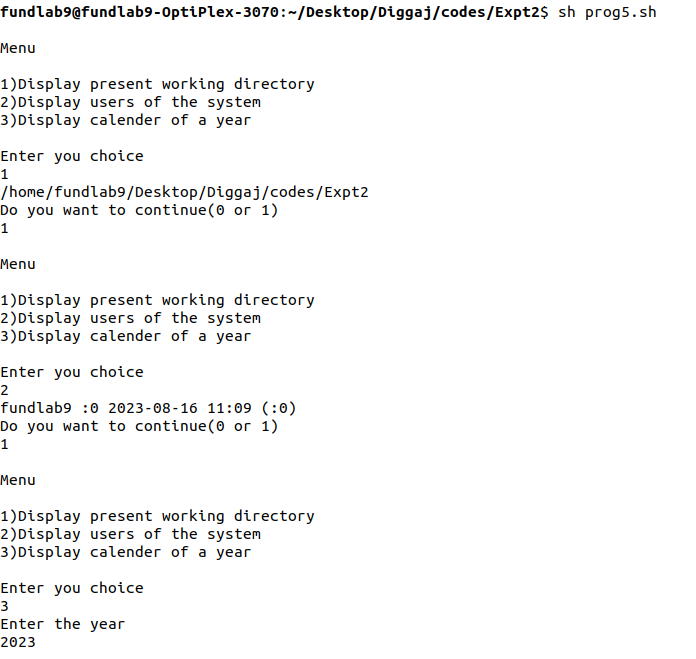 fundlab9@fundlab9-OptiPlex-3070:~/Desktop/Diggaj/codes/Expt2$ sh prog5.sh
Menu
1)Display present working directory
2)Display users of the system
3)Display calender of a year
Enter you choice
1
/home/fundlab9/Desktop/Diggaj/codes/Expt2
Do you want to continue(0 or 1)
1
Menu
1)Display present working directory
2)Display users of the system
3)Display calender of a year
Enter you choice
2
fundlab9 :0 2023-08-16 11:09 (:0)
Do you want to continue(0 or 1)
1
Menu
1)Display present working directory
2)Display users of the system
3)Display calender of a year
Enter you choice
3
Enter the year
2023